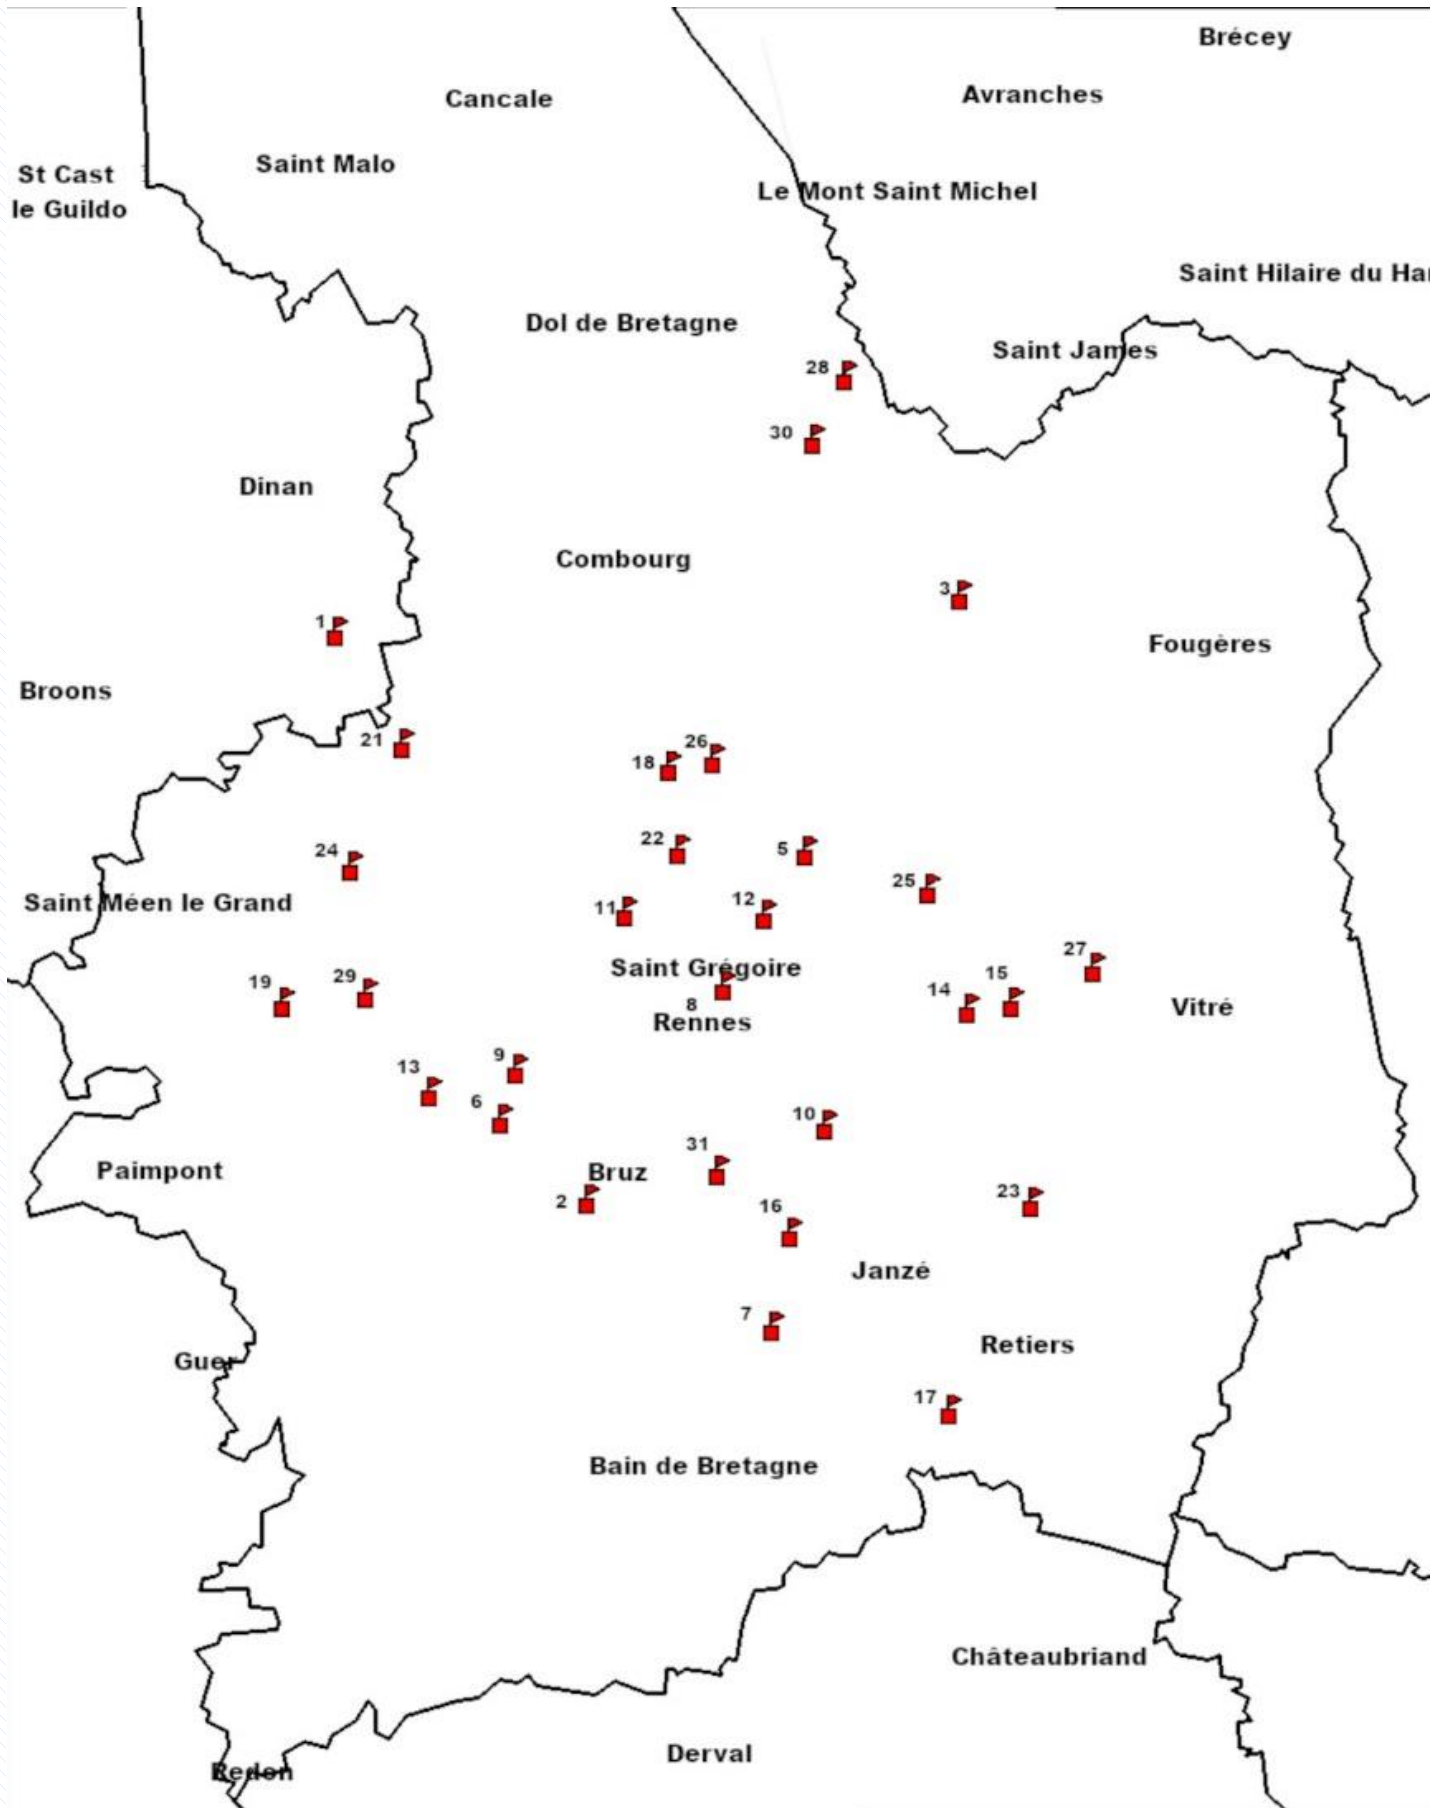 Brécey
Cancale
Avranches
Saint Malo
St Cast
le Guildo
Le Mont Saint Michel
Saint Hilaire du Har
Dol de Bretagne
Saint James
28
30
Dinan
Combourg
3
1
Fougères
Broons
21
26
18
22
5
24
25
Saint Méen le Grand
11
12
27
Saint Grégoire
19
29
15
14
8
Vitré
Rennes
9
13
6
10
31
Paimpont
Bruz
2
23
16
Janzé
7
Retiers
Guer
17
Bain de Bretagne
Châteaubriand
Derval
Redon